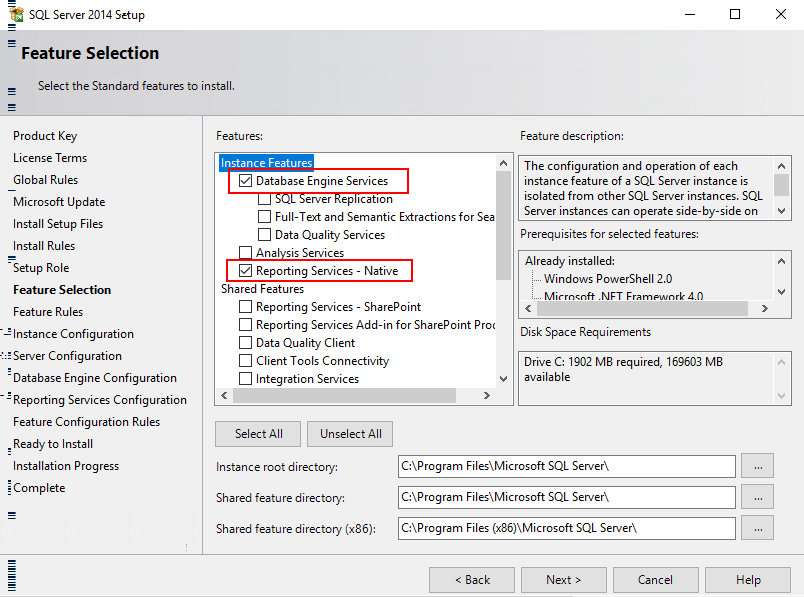 SQL Server 2014 Setup
Feature Selection
Select the Standard features to install.
Product Key
License Terms
Global Rules
Microsoft Update
Install Setup Files
Install Rules
Setup Role
Feature Selection
Feature Rules
Instance Configuration
Server Configuration
Database Engine Configuration
Reporting Services Configuration
Feature Configuration Rules
Ready to Install
Installation Progress
Complete
Features:
Instance Features
Database Engine Services
SQL Server Replication
Full-Text and Semantic Extractions for Sea
Data Quality Services
Analysis Services
Reporting Services - Native
Shared Features
Reporting Services - SharePoint
Reporting Services Add-in for SharePoint Proc
Data Quality Client
Client Tools Connectivity
Integration Services
Feature description:
The configuration and operation of each
instance feature of a SQL Server instance is
isolated from other SQL Server instances. SQL
Server instances can operate side-by-side on
Prerequisites for selected features:
Already installed:
Windows PowerShell 2.0
Microsoft .NET Framework 4.0
Disk Space Requirements
Drive C: 1902 MB required, 169603 MB
available
Select All
Unselect All
Instance root directory:
C:\Program Files\Microsoft SQL Server\
...
Shared feature directory:
C:\Program Files\Microsoft SQL Server\
...
Shared feature directory (x86):
C:\Program Files (x86)\Microsoft SQL Server\
...
< Back
Next >
Cancel
Help